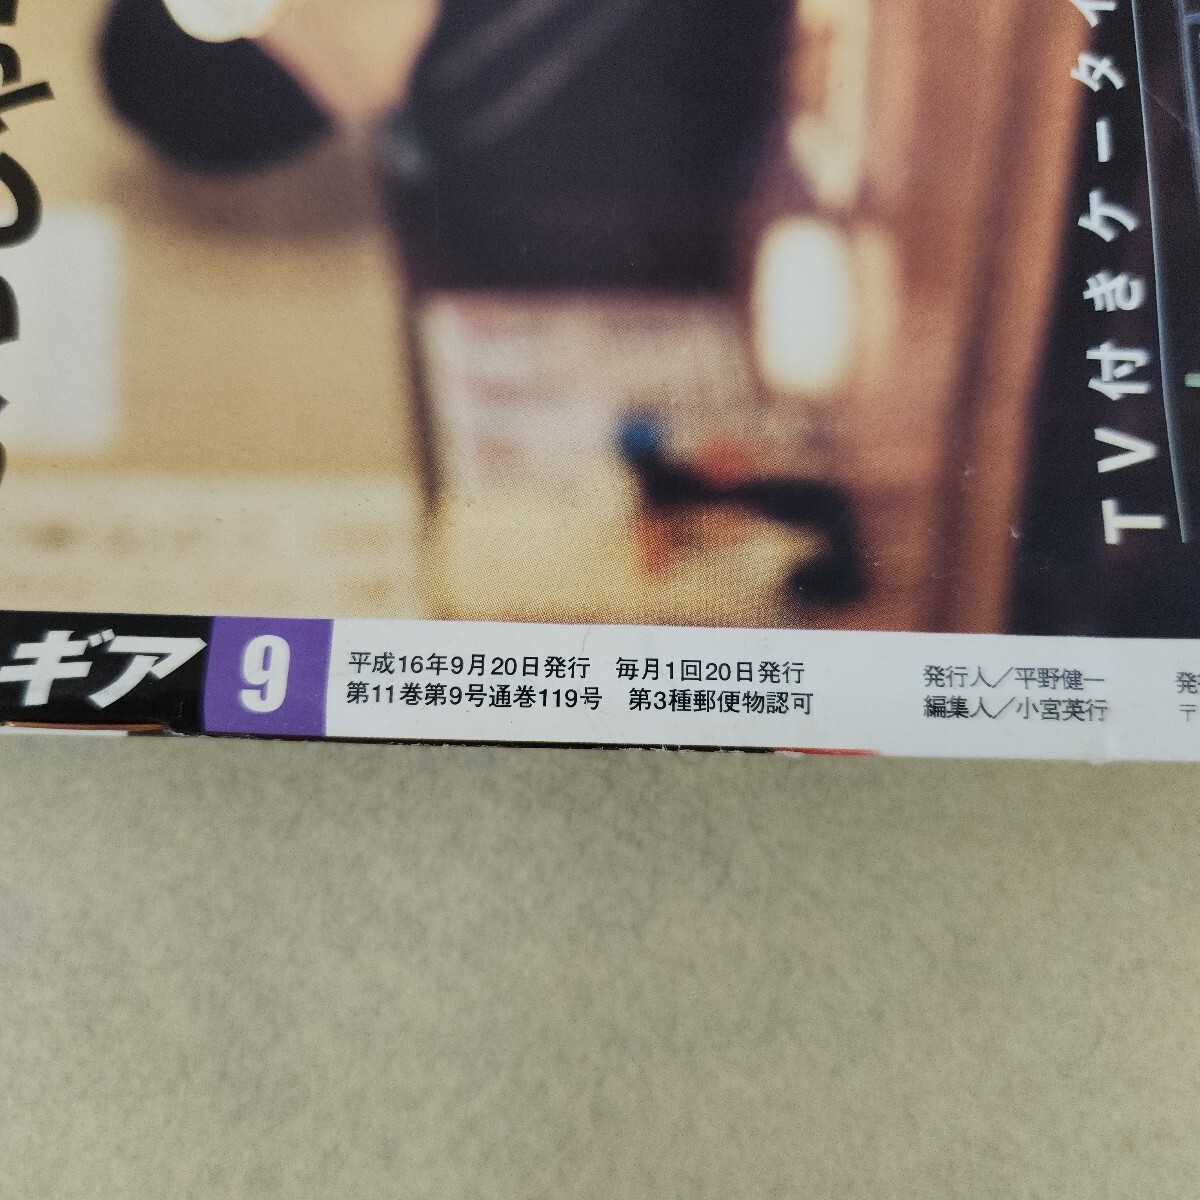 TV付きケータイ
ギア 9
平成16年9月20日発行 毎月1回20日発行
第11巻第9号通巻119号 第3種郵便物認可
発行人／平野健一
編集人／小宮英行
発
〒